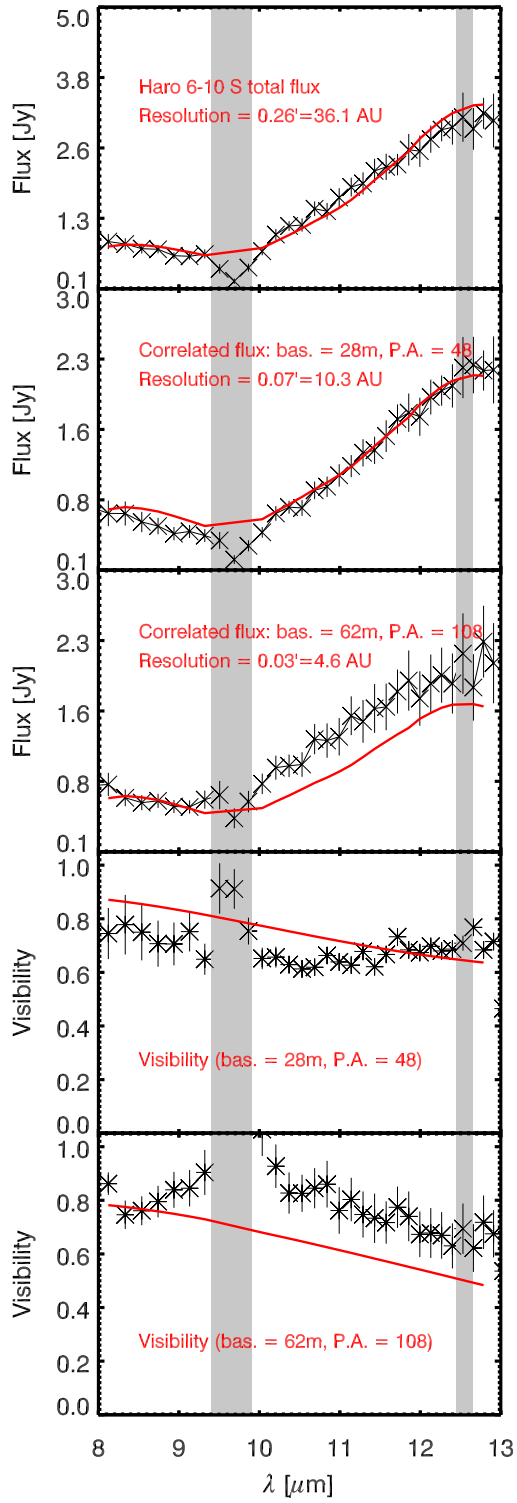 5.0
3.8
2.6
1.3
0.1
Flux [Jy]
Haro 6-10 S total flux
Resolution = 0.26'=36.1 AU
3.0
2.3
1.6
0.8
0.1
Flux [Jy]
Correlated flux: bas. = 28m, P.A. = 48
Resolution = 0.07'=10.3 AU
3.0
2.3
1.6
0.8
0.1
Flux [Jy]
Correlated flux: bas. = 62m, P.A. = 108
Resolution = 0.03'=4.6 AU
1.0
0.8
0.6
0.4
0.2
0.0
Visibility
Visibility (bas. = 28m, P.A. = 48)
1.0
0.8
0.6
0.4
0.2
0.0
Visibility
Visibility (bas. = 62m, P.A. = 108)
8 9 10 11 12 13
λ [μm]